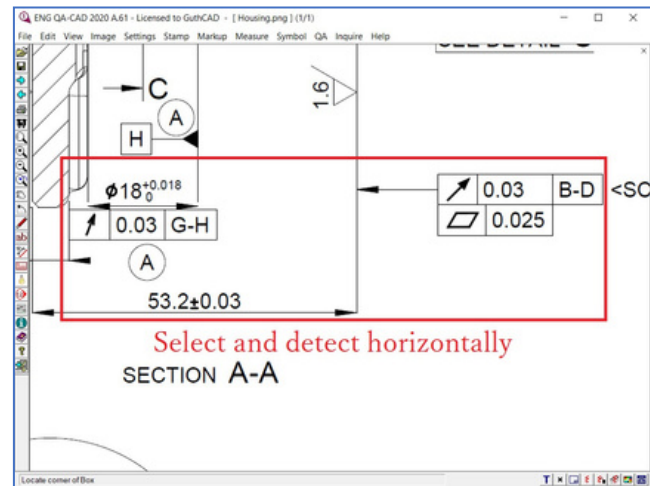 ENG QA-CAD 2020 A.61 - Licensed to GuthCAD - [ Housing.png ] (1/1)
File Edit View Image Settings Stamp Markup Measure Symbol QA Inquire Help
C
A
1.6
H
ϕ18 +0.018 0
0.03 B-D <SC
0.03 G-H
0.025
A
53.2±0.03
Select and detect horizontally
SECTION A-A
Locate corner of Box